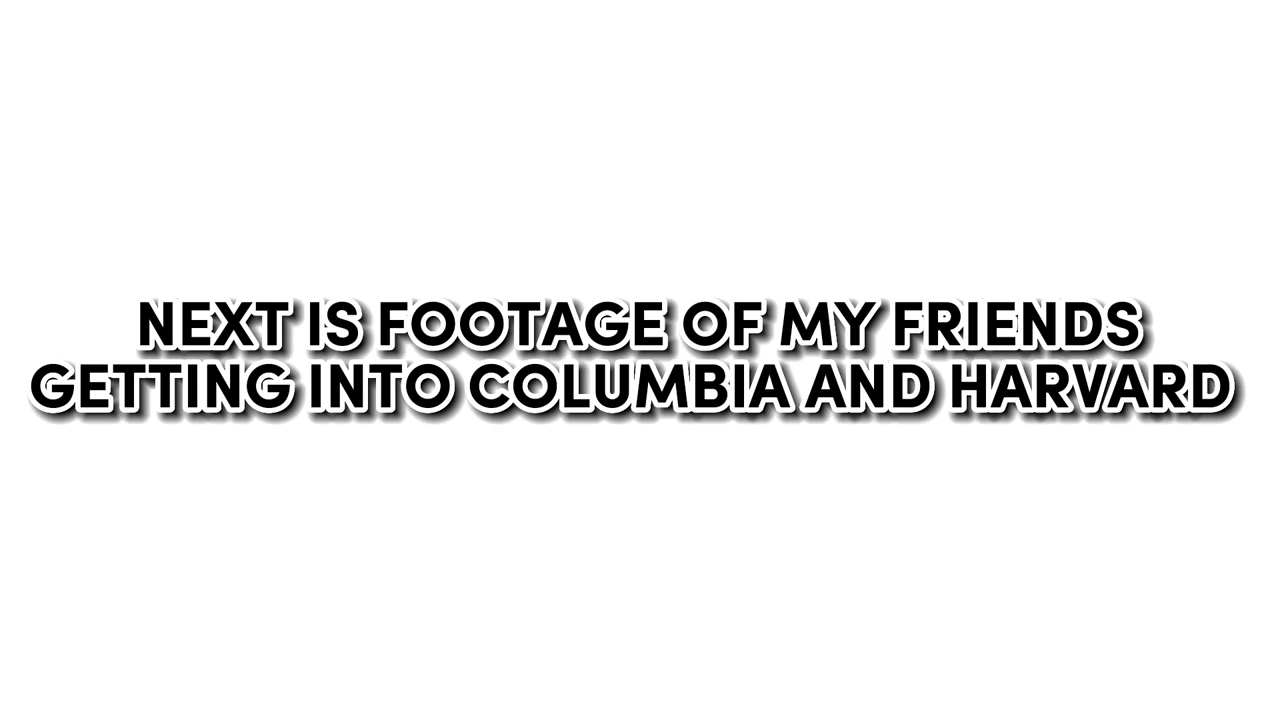 NEXT IS FOOTAGE OF MY FRIENDS
GETTING INTO COLUMBIA AND HARVARD